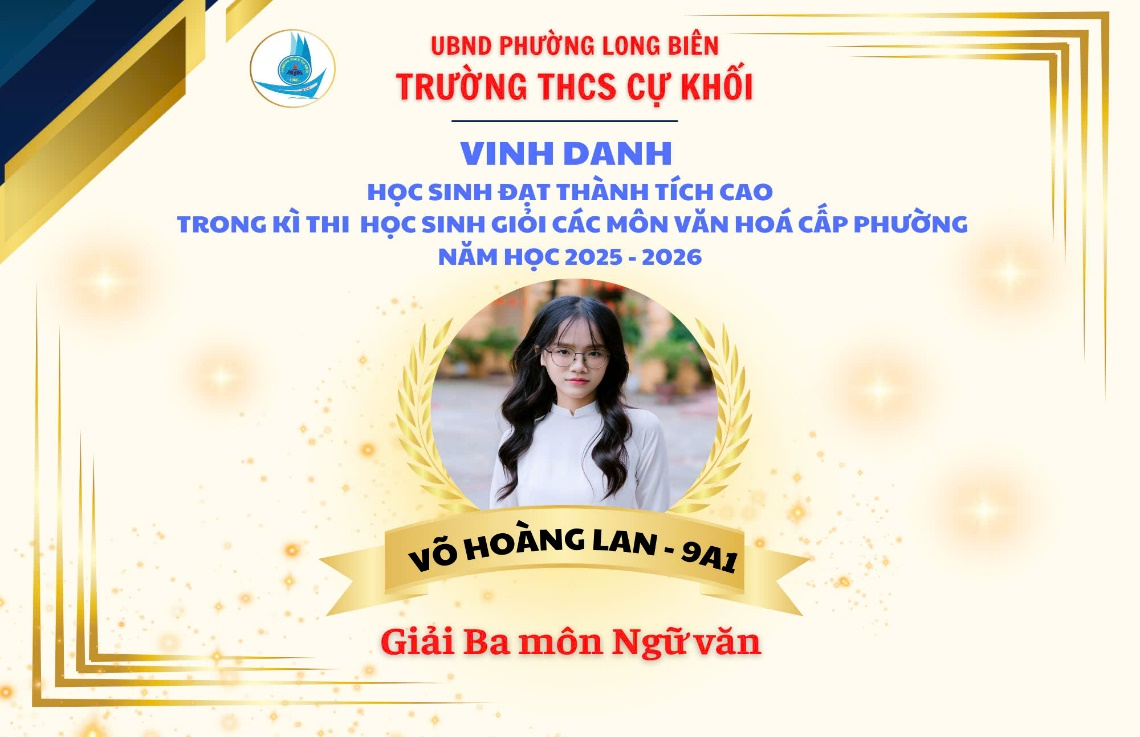 UBND PHƯỜNG LONG BIÊN
TRƯỜNG THCS CỰ KHỐI
VINH DANH
HỌC SINH ĐẠT THÀNH TÍCH CAO
TRONG KÌ THI HỌC SINH GIỎI CÁC MÔN VĂN HOÁ CẤP PHƯỜNG
NĂM HỌC 2025 - 2026
VÕ HOÀNG LAN - 9A1
Giải Ba môn Ngữ văn